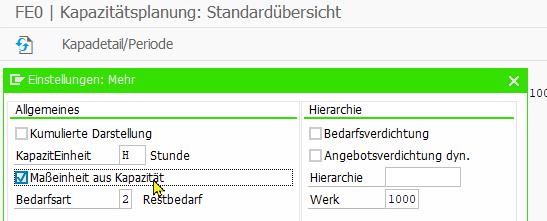 FE0 | Kapazitätsplanung: Standardübersicht
Kapadetail/Periode
Einstellungen: Mehr
100
Allgemeines
Hierarchie
Kumulierte Darstellung
Bedarfsverdichtung
KapazitEinheit H Stunde
Angebotsverdichtung dyn.
Maßeinheit aus Kapazität
Hierarchie
Bedarfsart 2 Restbedarf
Werk 1000